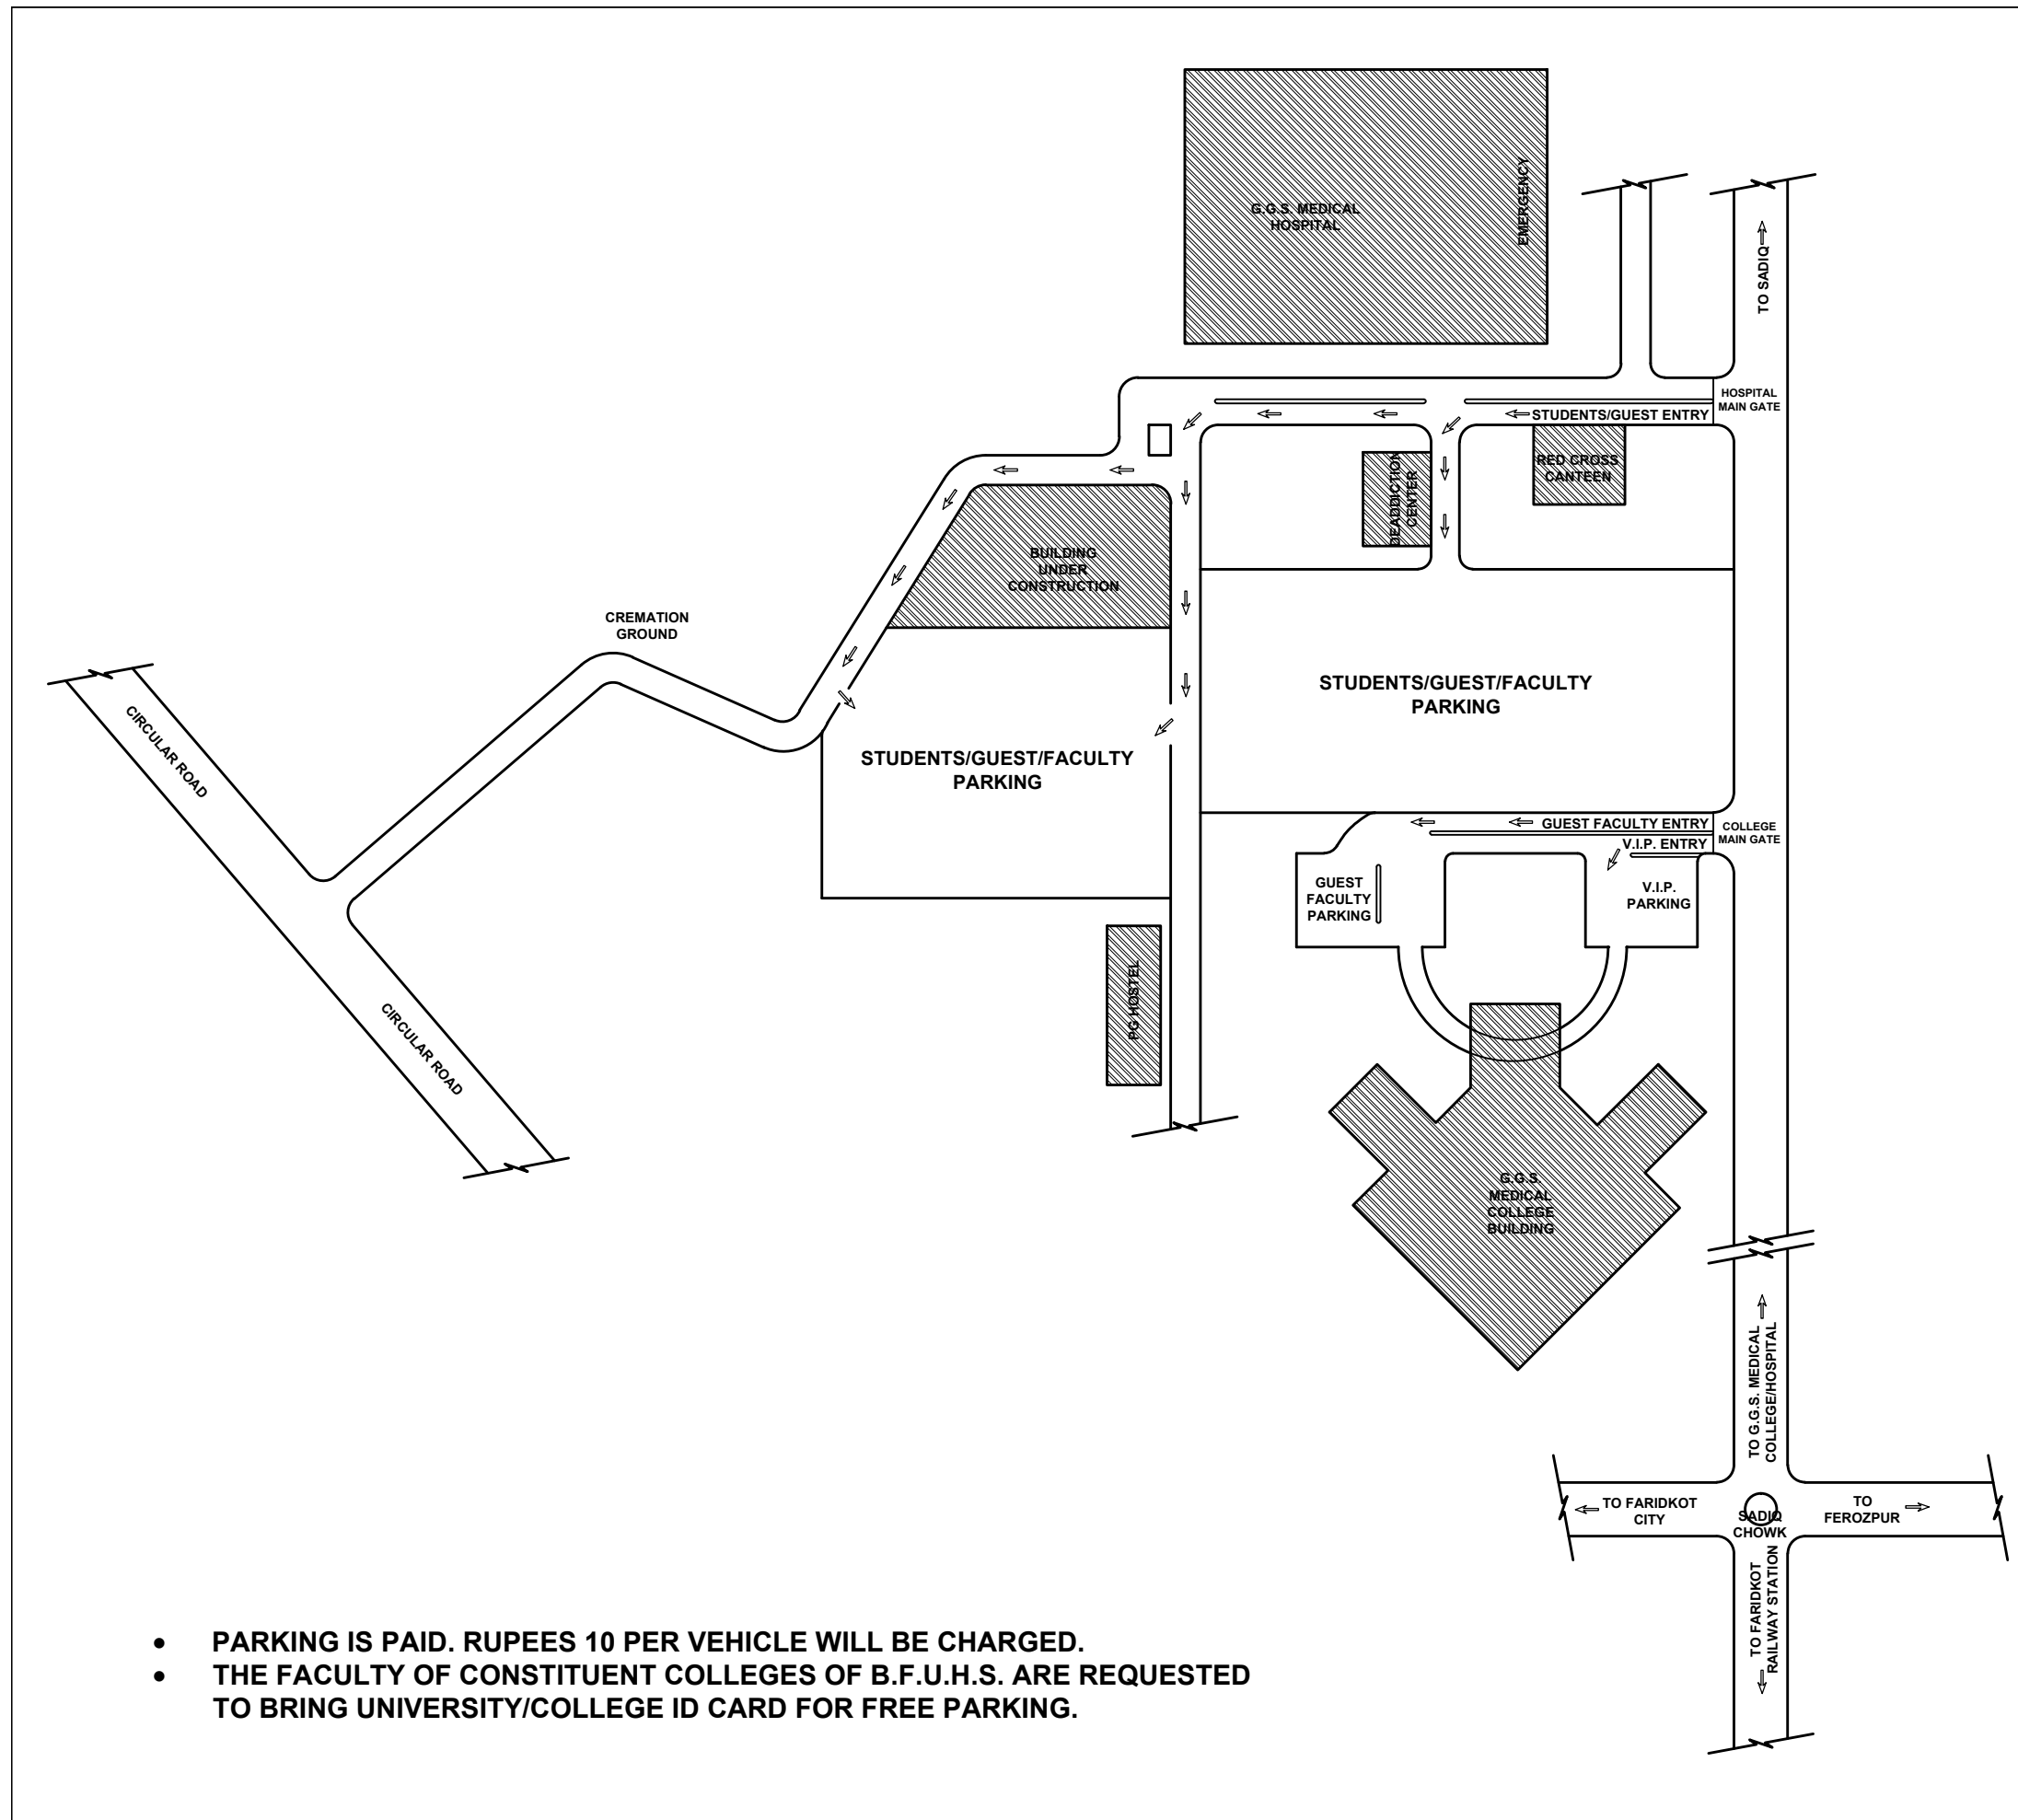 G.G.S. MEDICAL
HOSPITAL
EMERGENCY
TO SADIQ
HOSPITAL
MAIN GATE
STUDENTS/GUEST ENTRY
RED CROSS
CANTEEN
DEADDICTION
CENTER
BUILDING
UNDER
CONSTRUCTION
CREMATION
GROUND
STUDENTS/GUEST/FACULTY
PARKING
CIRCULAR ROAD
STUDENTS/GUEST/FACULTY
PARKING
GUEST FACULTY ENTRY
COLLEGE
MAIN GATE
V.I.P. ENTRY
GUEST
FACULTY
PARKING
V.I.P.
PARKING
PG HOSTEL
CIRCULAR ROAD
G.G.S.
MEDICAL
COLLEGE
BUILDING
TO G.G.S. MEDICAL
COLLEGE/HOSPITAL
TO FARIDKOT
CITY
SADIQ
CHOWK
TO
FEROZPUR
TO FARIDKOT
RAILWAY STATION
• PARKING IS PAID. RUPEES 10 PER VEHICLE WILL BE CHARGED.
• THE FACULTY OF CONSTITUENT COLLEGES OF B.F.U.H.S. ARE REQUESTED
TO BRING UNIVERSITY/COLLEGE ID CARD FOR FREE PARKING.